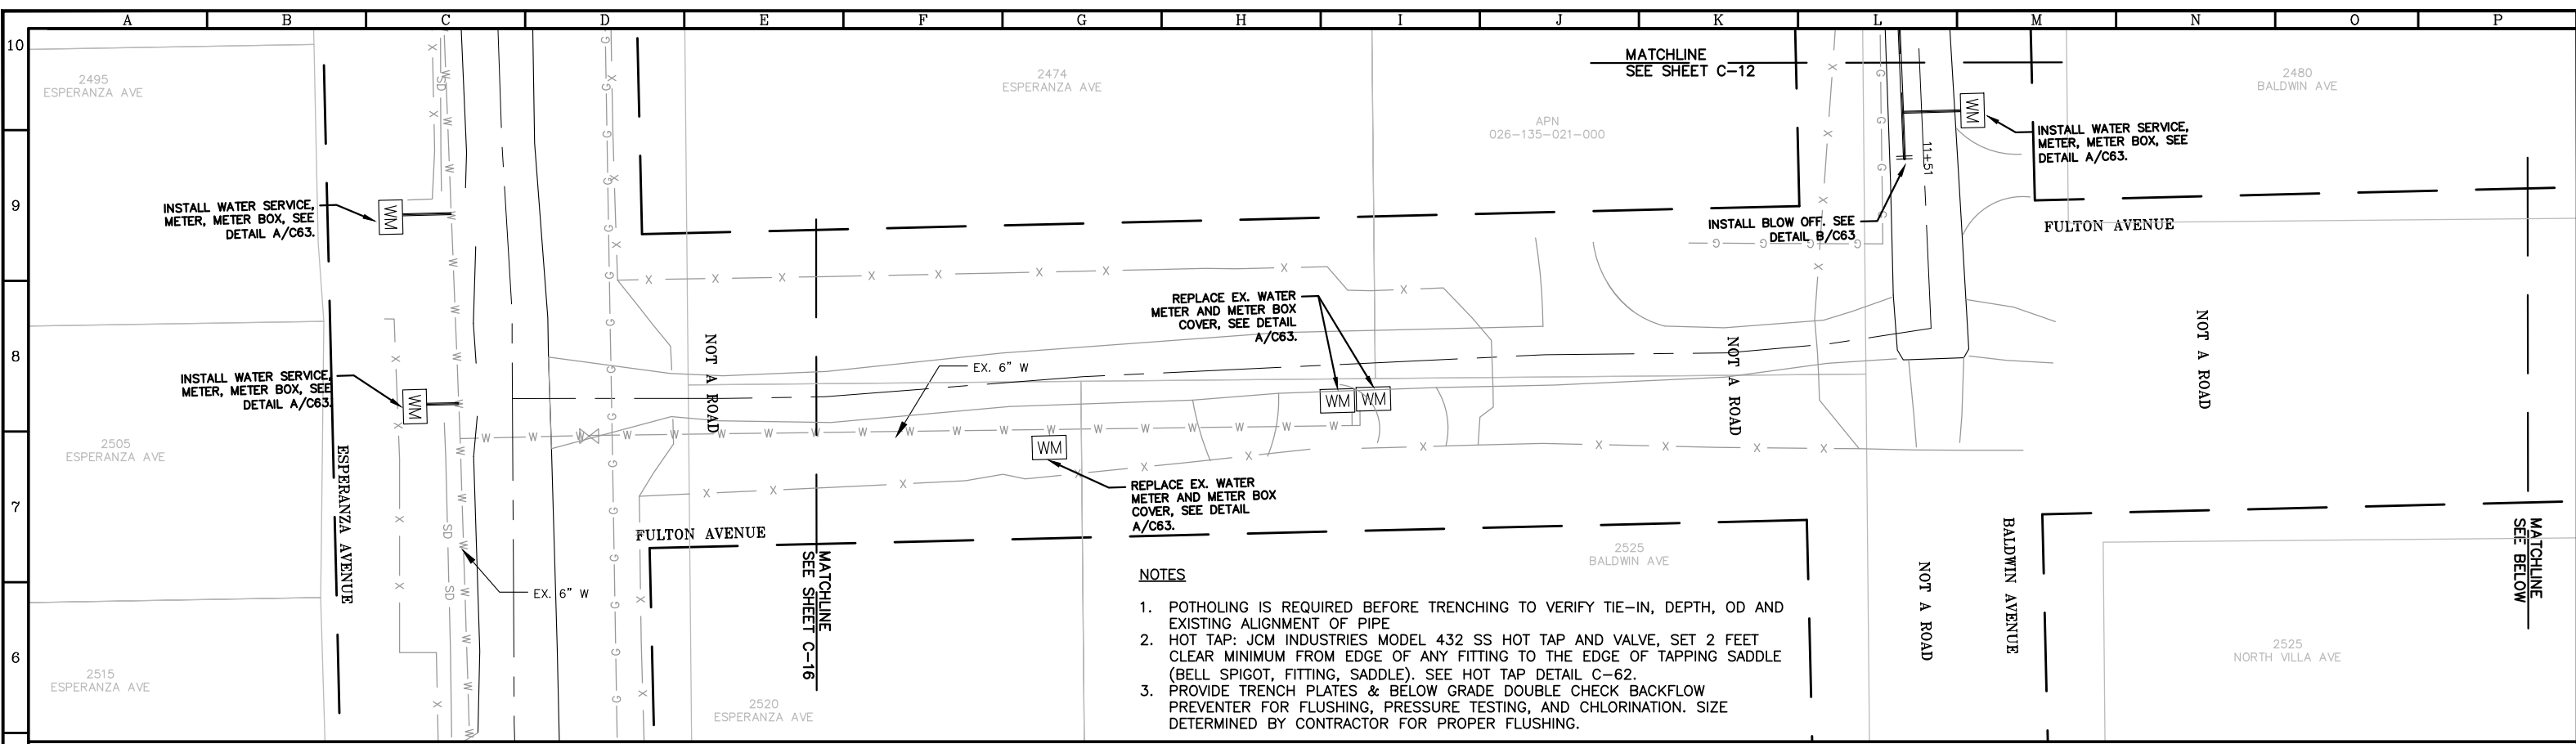 A B C D E F G H I J K L M N O P
10
9
8
7
6
2495
ESPERANZA AVE
2474
ESPERANZA AVE
MATCHLINE
SEE SHEET C-12
APN
026-135-021-000
2480
BALDWIN AVE
WM
INSTALL WATER SERVICE,
METER, METER BOX, SEE
DETAIL A/C63.
11+51
INSTALL WATER SERVICE,
METER, METER BOX, SEE
DETAIL A/C63.
WM
INSTALL BLOW OFF. SEE
DETAIL B/C63
FULTON AVENUE
REPLACE EX. WATER
METER AND METER BOX
COVER, SEE DETAIL
A/C63.
NOT A ROAD
NOT A ROAD
NOT A ROAD
EX. 6" W
INSTALL WATER SERVICE,
METER, METER BOX, SEE
DETAIL A/C63.
WM
WM WM
WM
2505
ESPERANZA AVE
ESPERANZA AVENUE
REPLACE EX. WATER
METER AND METER BOX
COVER, SEE DETAIL
A/C63.
FULTON AVENUE
MATCHLINE
SEE SHEET C-16
EX. 6" W
2525
BALDWIN AVE
NOT A ROAD
BALDWIN AVENUE
MATCHLINE
SEE BELOW
2525
NORTH VILLA AVE
2515
ESPERANZA AVE
2520
ESPERANZA AVE
NOTES
1. POTHOLING IS REQUIRED BEFORE TRENCHING TO VERIFY TIE-IN, DEPTH, OD AND
EXISTING ALIGNMENT OF PIPE
2. HOT TAP: JCM INDUSTRIES MODEL 432 SS HOT TAP AND VALVE, SET 2 FEET
CLEAR MINIMUM FROM EDGE OF ANY FITTING TO THE EDGE OF TAPPING SADDLE
(BELL SPIGOT, FITTING, SADDLE). SEE HOT TAP DETAIL C-62.
3. PROVIDE TRENCH PLATES & BELOW GRADE DOUBLE CHECK BACKFLOW
PREVENTER FOR FLUSHING, PRESSURE TESTING, AND CHLORINATION. SIZE
DETERMINED BY CONTRACTOR FOR PROPER FLUSHING.
SD
SD
SD